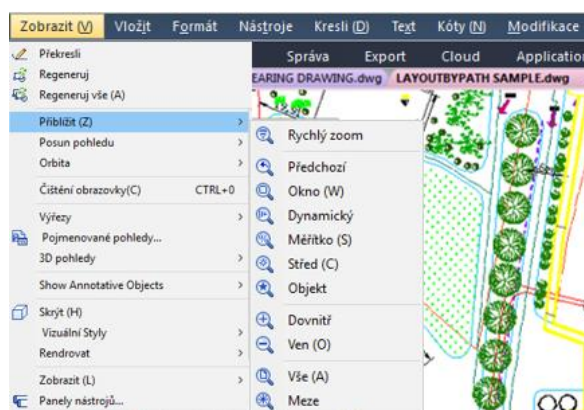 Zobrazit (V) Vložit Formát Nástroje Kresli (D) Text Kóty (N) Modifikace
Správa Export Cloud Application
EARING DRAWING.dwg LAYOUTBYPATH SAMPLE.dwg
Překresli
Regeneruj
Regeneruj vše (A)
Přiblížit (Z)
Posun pohledu
Orbita
Čištění obrazovky(C) CTRL+0
Výřezy
Pojmenované pohledy...
3D pohledy
Show Annotative Objects
Skrýt (H)
Vizuální Styly
Rendrovat
Zobrazit (L)
Panely nástrojů...
Rychlý zoom
Předchozí
Okno (W)
Dynamický
Měřítko (S)
Střed (C)
Objekt
Dovnitř
Ven (O)
Vše (A)
Meze